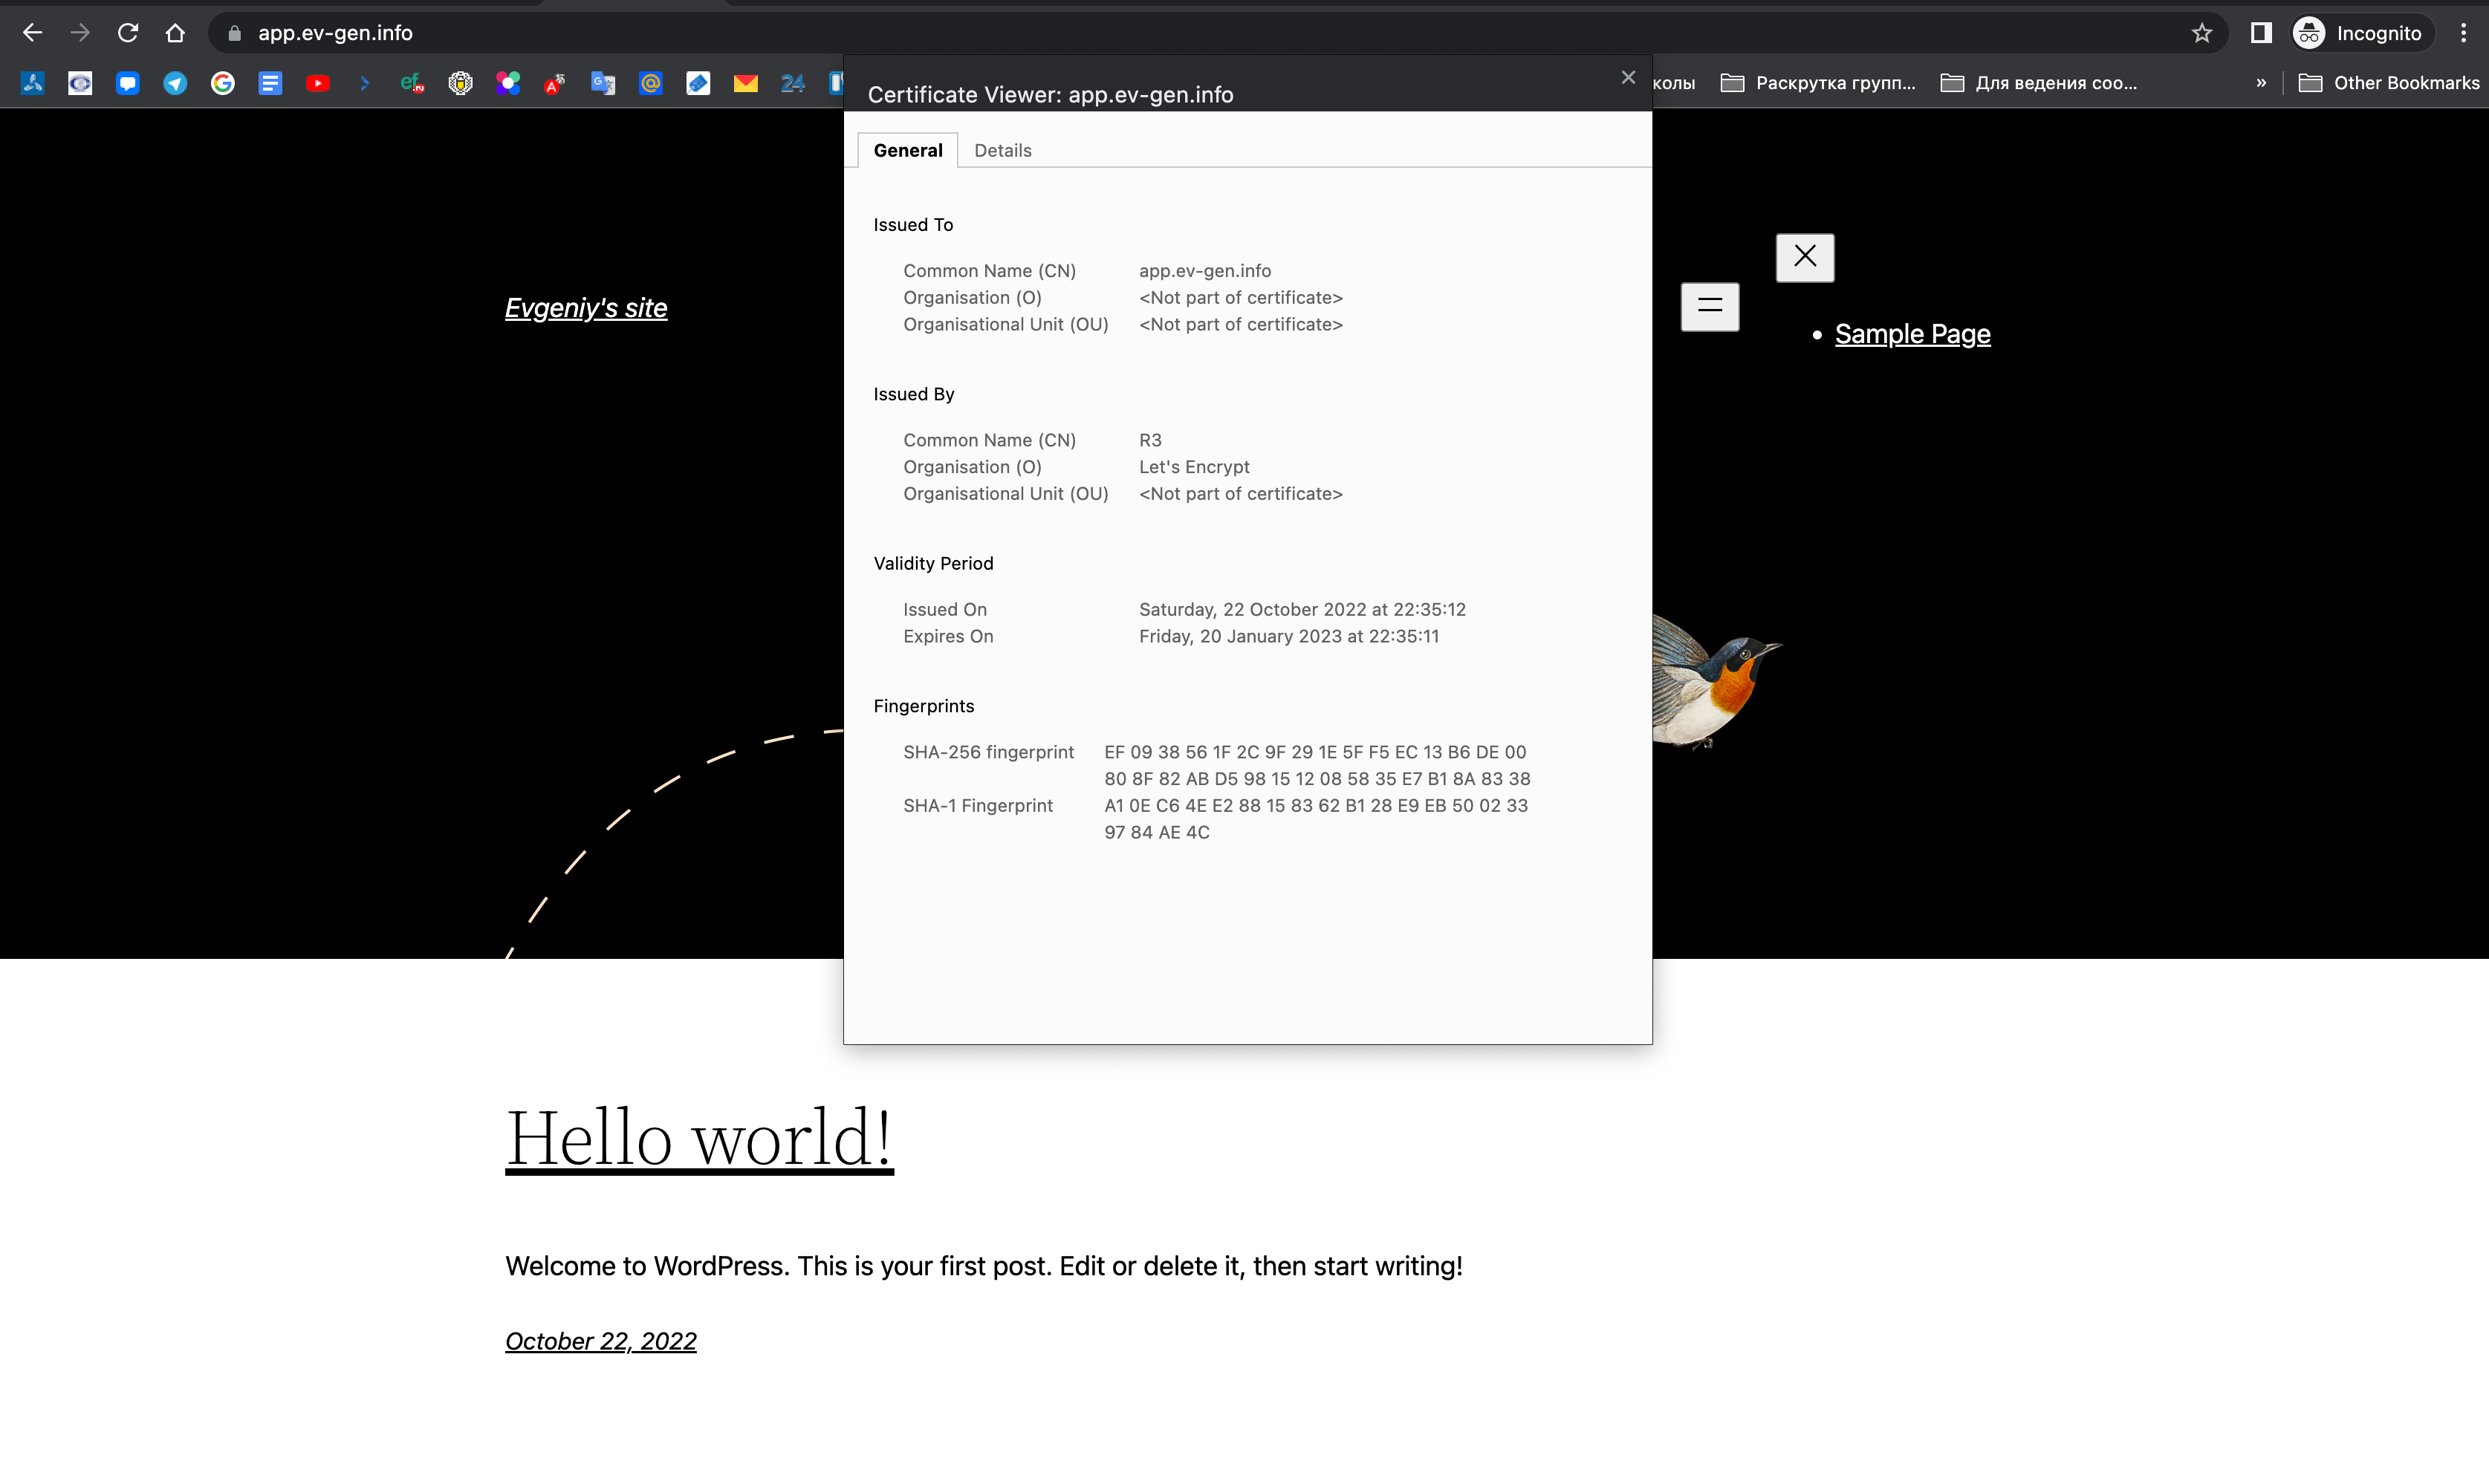 app.ev-gen.info
Incognito
24
колы
Раскрутка групп...
Для ведения соо...
»
Other Bookmarks
Certificate Viewer: app.ev-gen.info
General
Details
Issued To
Common Name (CN) app.ev-gen.info
Organisation (O) <Not part of certificate>
Organisational Unit (OU) <Not part of certificate>
Issued By
Common Name (CN) R3
Organisation (O) Let's Encrypt
Organisational Unit (OU) <Not part of certificate>
Validity Period
Issued On Saturday, 22 October 2022 at 22:35:12
Expires On Friday, 20 January 2023 at 22:35:11
Fingerprints
SHA-256 fingerprint EF 09 38 56 1F 2C 9F 29 1E 5F F5 EC 13 B6 DE 00
80 8F 82 AB D5 98 15 12 08 58 35 E7 B1 8A 83 38
SHA-1 Fingerprint A1 0E C6 4E E2 88 15 83 62 B1 28 E9 EB 50 02 33
97 84 AE 4C
Evgeniy's site
• Sample Page
Hello world!
Welcome to WordPress. This is your first post. Edit or delete it, then start writing!
October 22, 2022